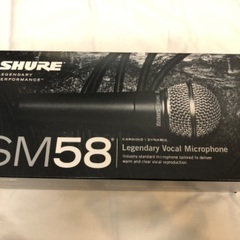 SHURE
LEGENDARY
PERFORMANCE™
SM58®
CARDIOID DYNAMIC
Legendary Vocal Microphone
Industry standard microphone tailored to deliver
warm and clear vocal reproduction.